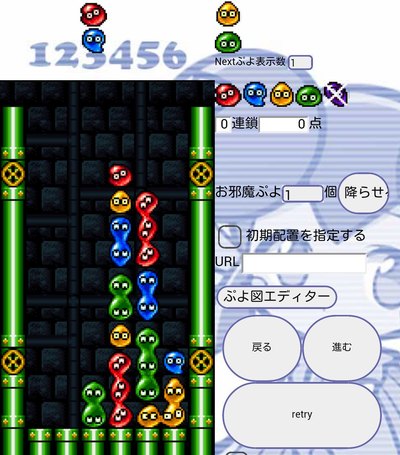 123456
Nextぷよ表示数 1
0 連鎖 0 点
お邪魔ぷよ 1 個 降らせ
初期配置を指定する
URL
ぷよ図エディター
戻る 進む
retry